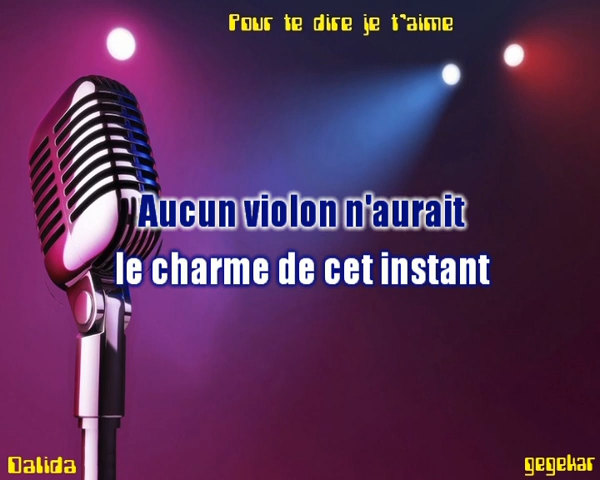 Pour te dire je t'aime
Aucun violon n'aurait
le charme de cet instant
Dalida
gegekar